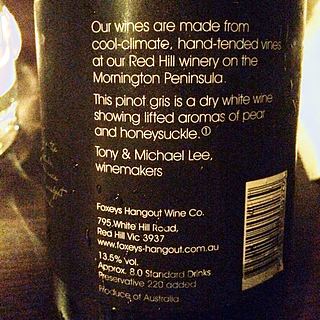 Our wines are made from
cool-climate, hand-tended vines
at our Red Hill winery on the
Mornington Peninsula.
This pinot gris is a dry white wine
showing lifted aromas of pear
and honeysuckle.①
Tony & Michael Lee,
winemakers
Foxeys Hangout Wine Co.
795 White Hill Road,
Red Hill Vic 3937
www.foxeys-hangout.com.au
13.5% vol.
Approx. 8.0 Standard Drinks
Preservative 220 added
Produce of Australia